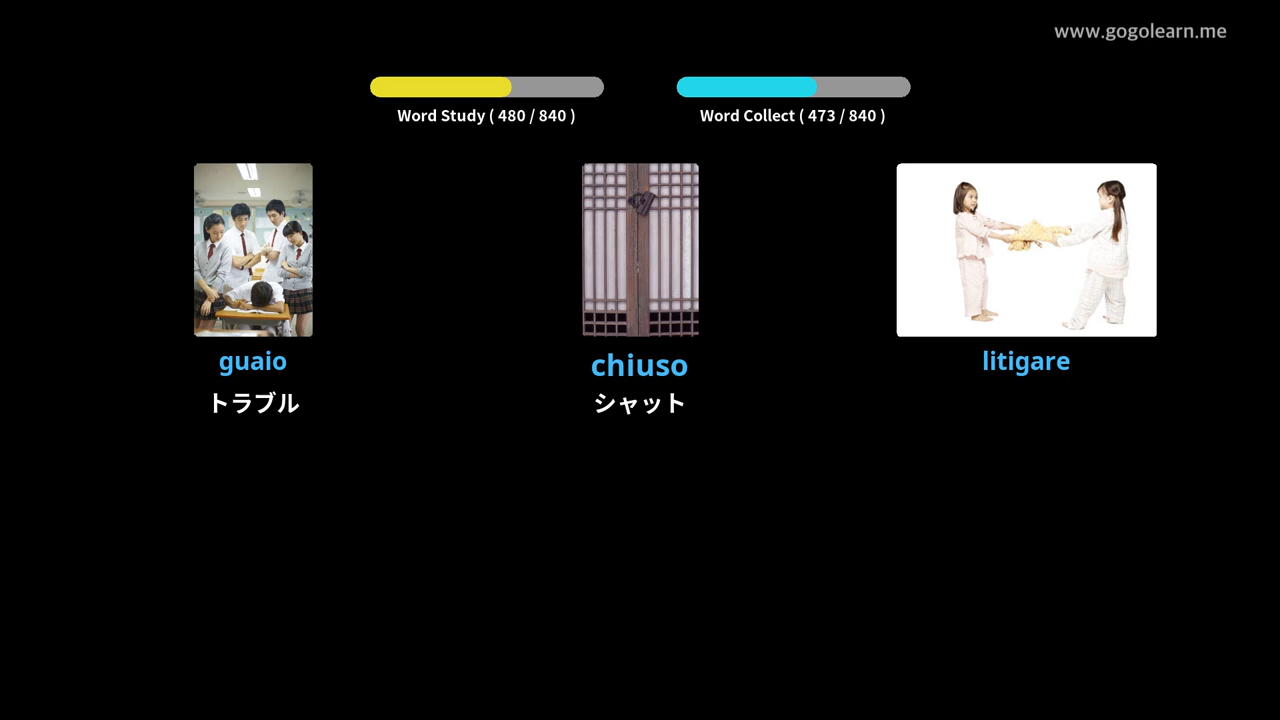 www.gogolearn.me
Word Study ( 480 / 840 )
Word Collect ( 473 / 840 )
guaio
トラブル
chiuso
シャット
litigare